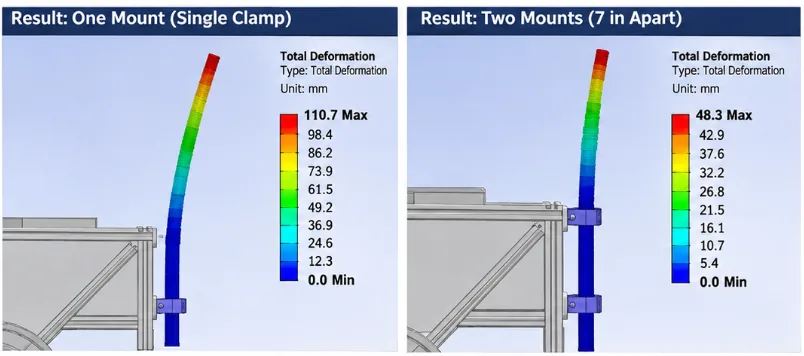 Result: One Mount (Single Clamp)
Total Deformation
Type: Total Deformation
Unit: mm
110.7 Max
98.4
86.2
73.9
61.5
49.2
36.9
24.6
12.3
0.0 Min
Result: Two Mounts (7 in Apart)
Total Deformation
Type: Total Deformation
Unit: mm
48.3 Max
42.9
37.6
32.2
26.8
21.5
16.1
10.7
5.4
0.0 Min